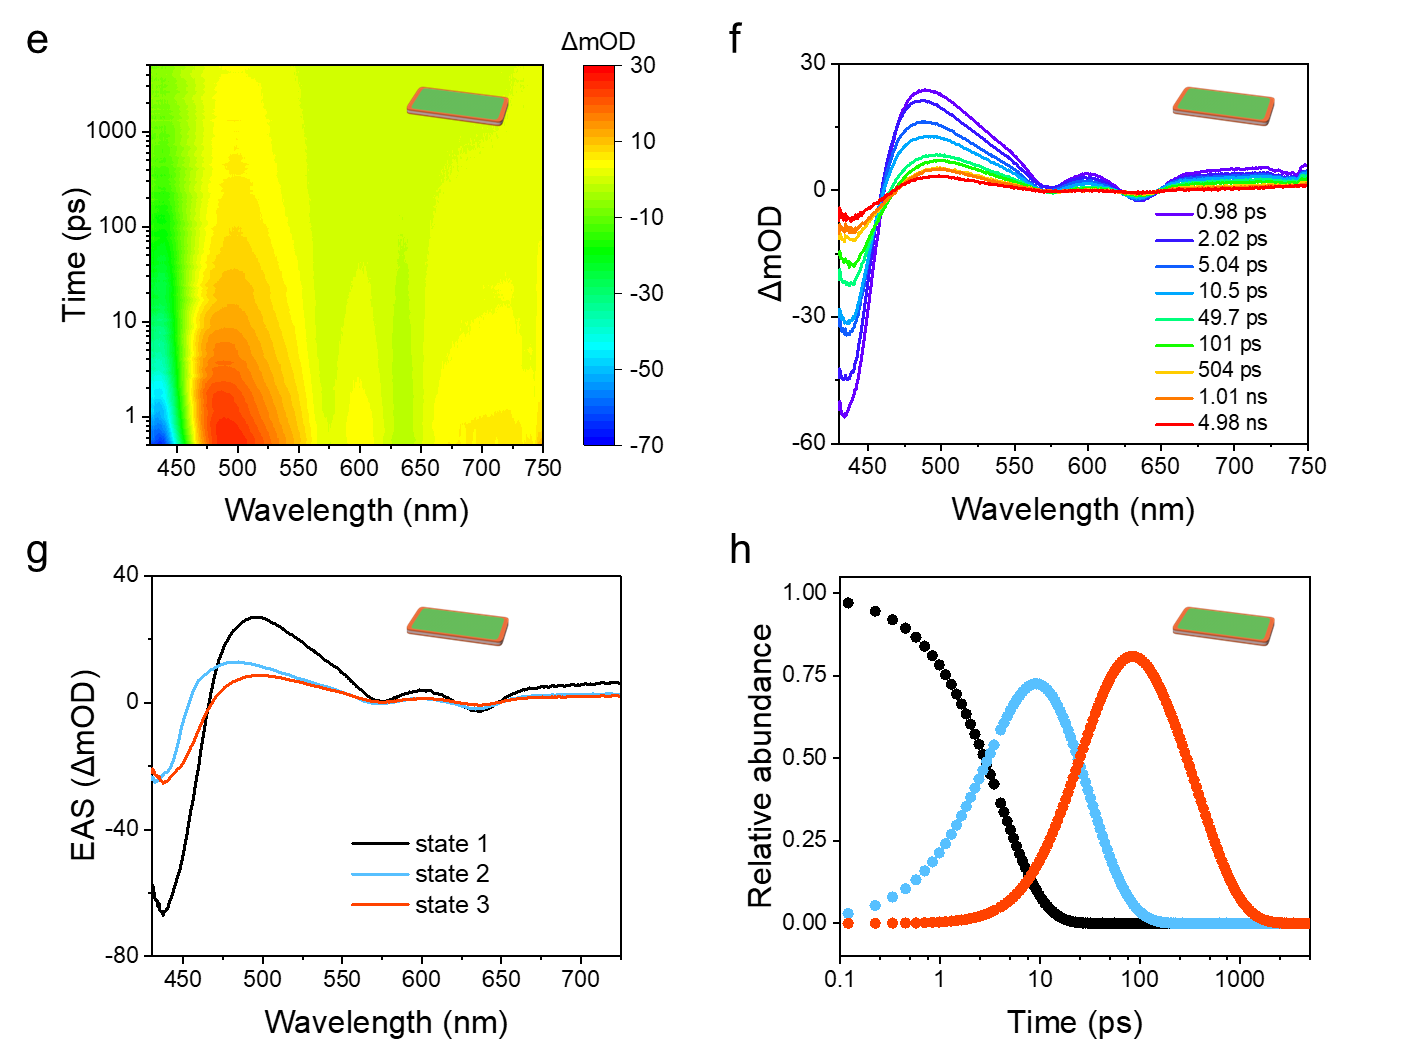 e
ΔmOD
30
10
-10
-30
-50
-70
1000
100
10
1
Time (ps)
450 500 550 600 650 700 750
Wavelength (nm)
f
30
0
-30
-60
ΔmOD
0.98 ps
2.02 ps
5.04 ps
10.5 ps
49.7 ps
101 ps
504 ps
1.01 ns
4.98 ns
450 500 550 600 650 700 750
Wavelength (nm)
g
40
0
-40
-80
EAS (ΔmOD)
state 1
state 2
state 3
450 500 550 600 650 700
Wavelength (nm)
h
1.00
0.75
0.50
0.25
0.00
Relative abundance
0.1 1 10 100 1000
Time (ps)